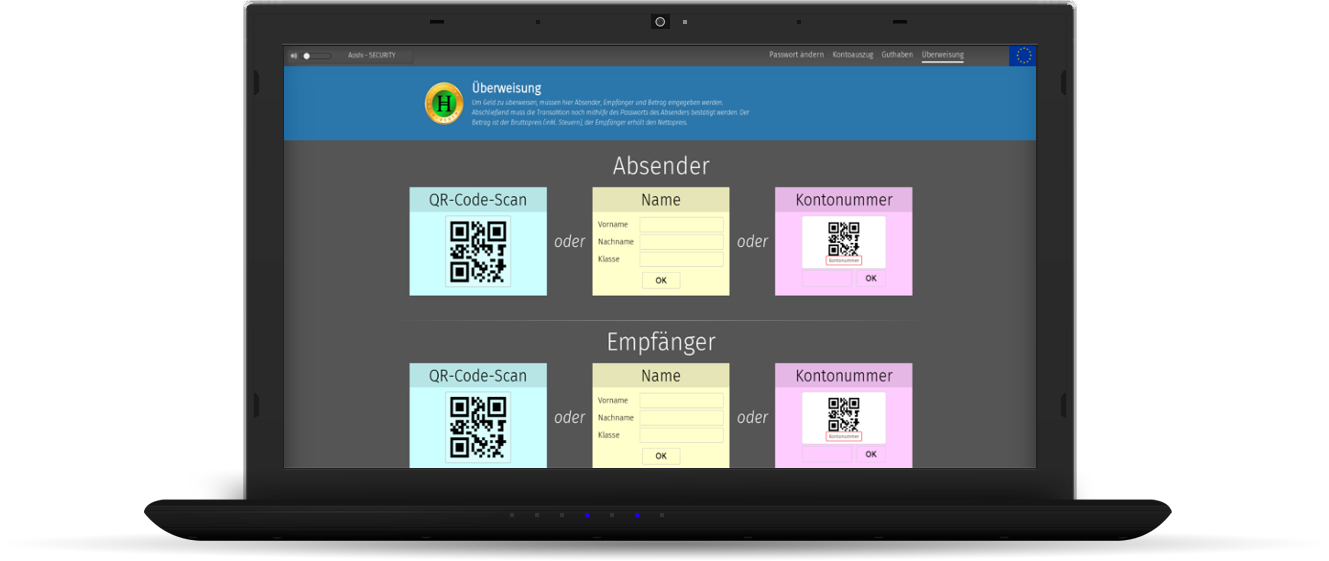 Aoshi - SECURITY
Passwort ändern Kontoauszug Guthaben Überweisung
H
Überweisung
Um Geld zu überweisen, müssen hier Absender, Empfänger und Betrag eingegeben werden.
Abschließend muss die Transaktion noch mithilfe des Passworts des Absenders bestätigt werden. Der
Betrag ist der Bruttopreis (inkl. Steuern), der Empfänger erhält den Nettopreis.
Absender
QR-Code-Scan
oder
Name
Vorname
Nachname
Klasse
OK
oder
Kontonummer
Kontonummer
OK
Empfänger
QR-Code-Scan
oder
Name
Vorname
Nachname
Klasse
OK
oder
Kontonummer
Kontonummer
OK